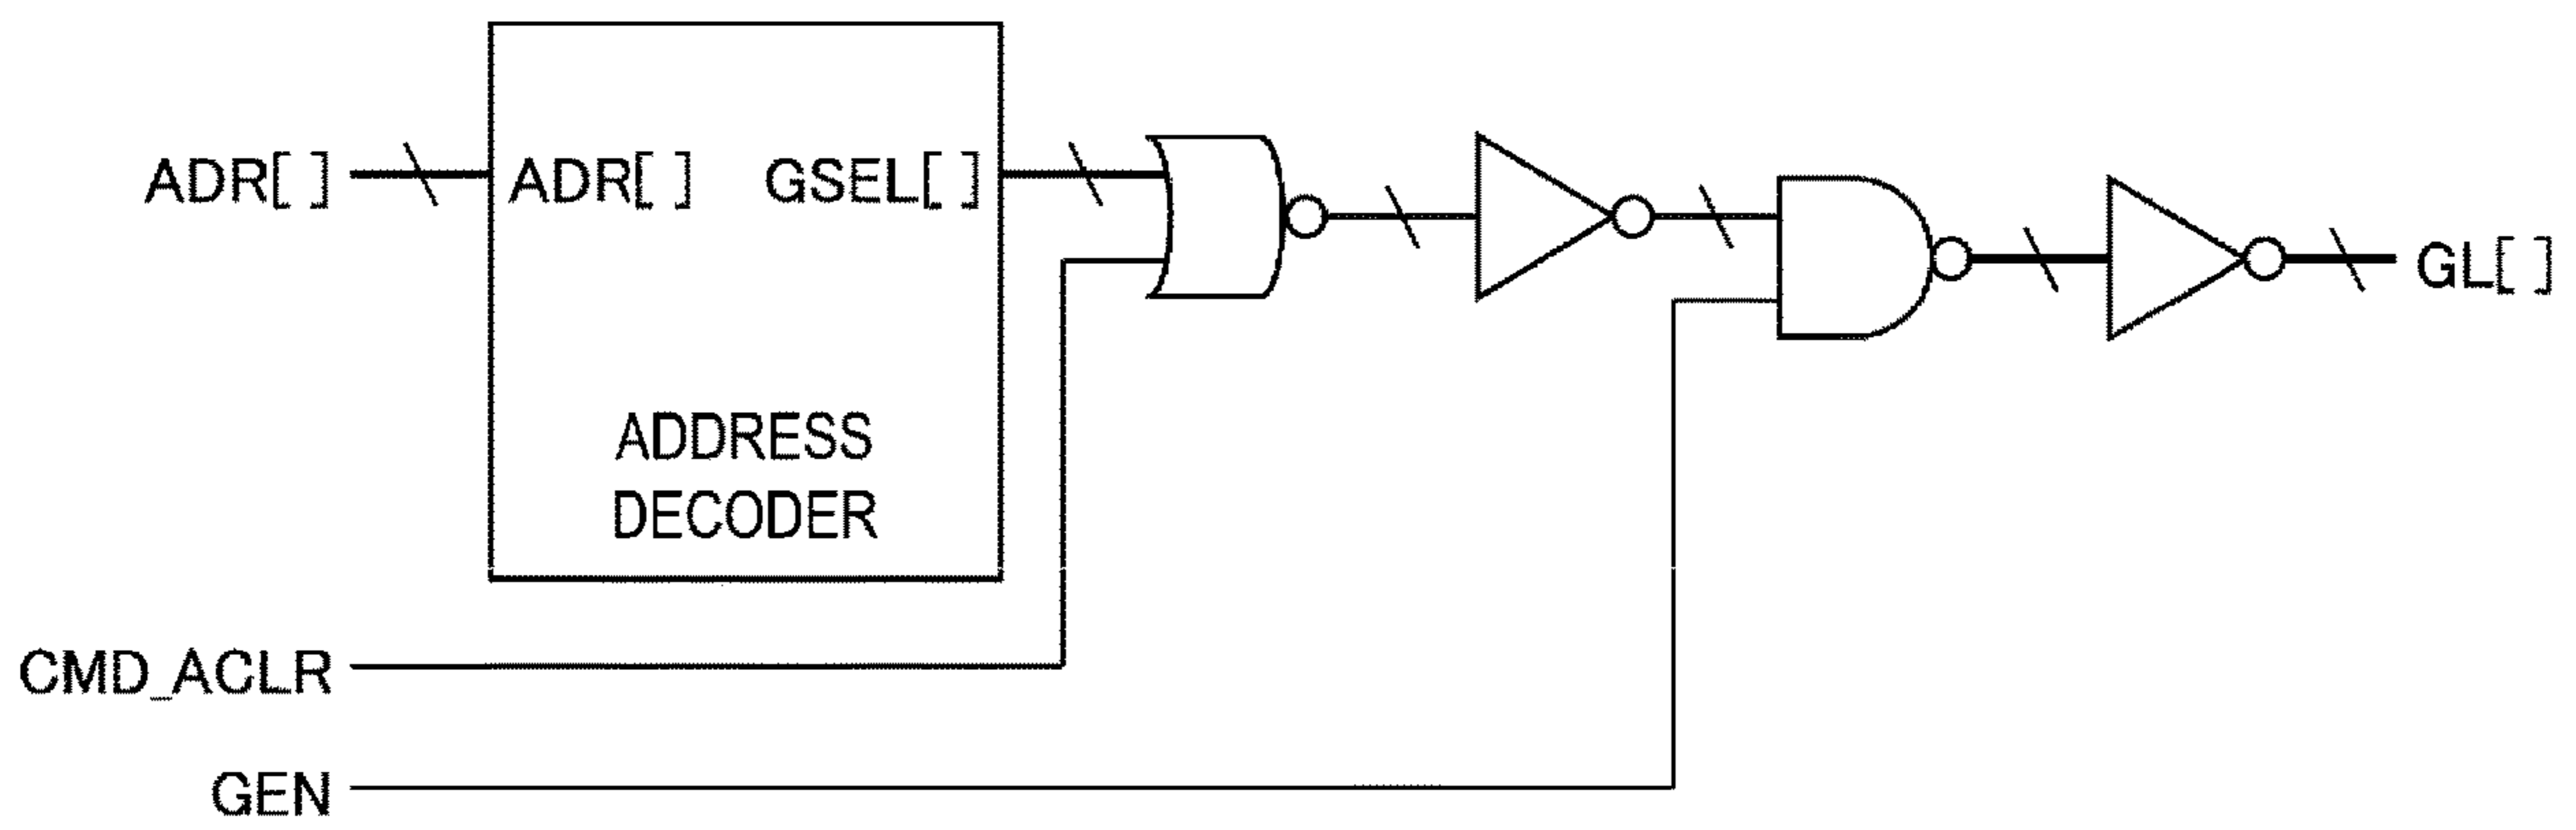 ADR[ ]
ADR[ ]
GSEL[ ]
GL[ ]
ADDRESS
DECODER
CMD_ACLR
GEN